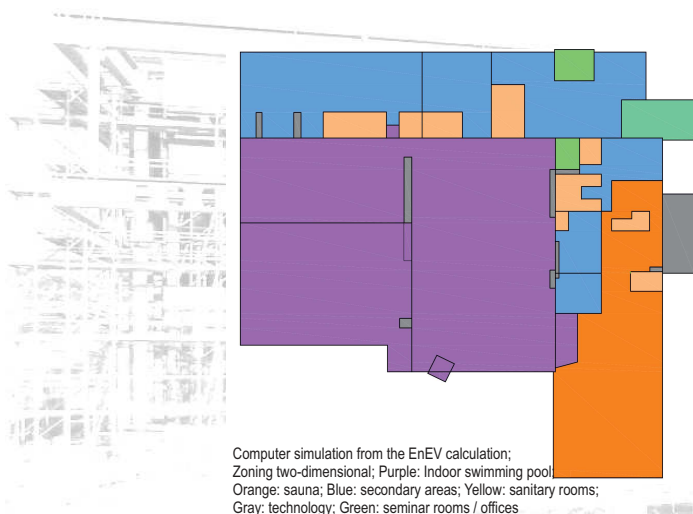 Computer simulation from the EnEV calculation;
Zoning two-dimensional; Purple: Indoor swimming pool;
Orange: sauna; Blue: secondary areas; Yellow: sanitary rooms;
Gray: technology; Green: seminar rooms / offices